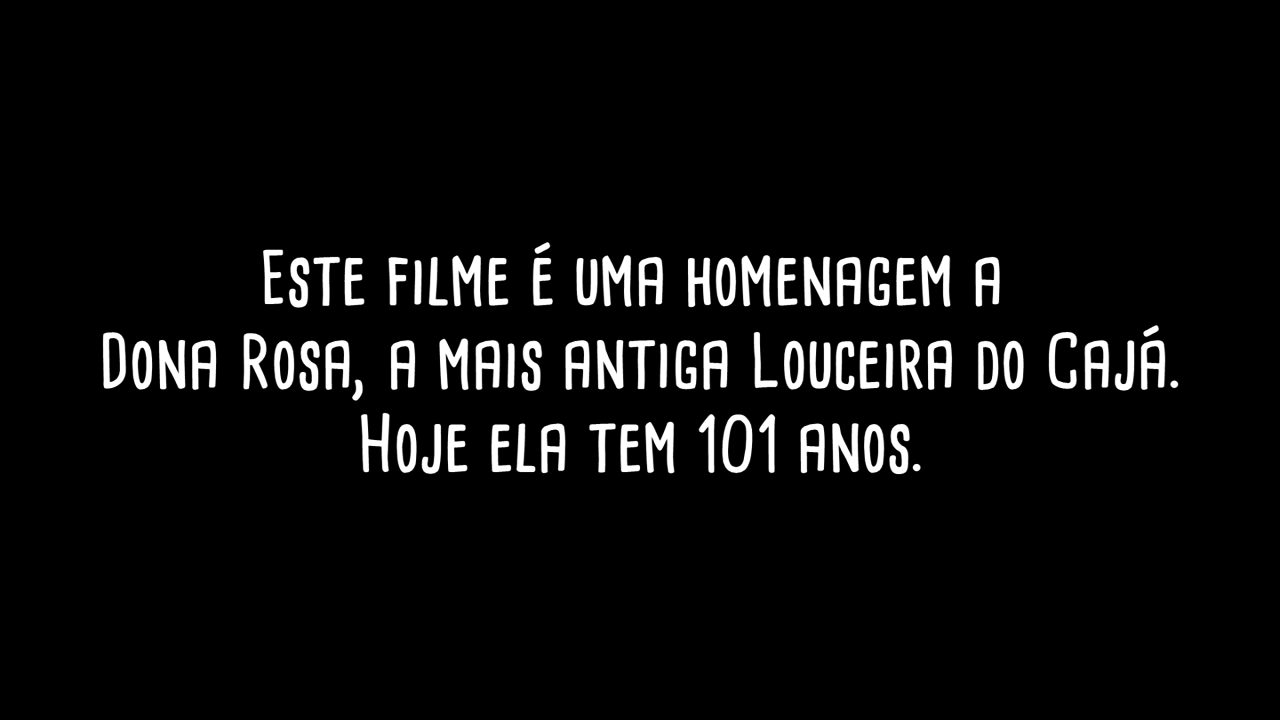 Este filme é uma homenagem a
Dona Rosa, a mais antiga Louceira do Cajá.
Hoje ela tem 101 anos.